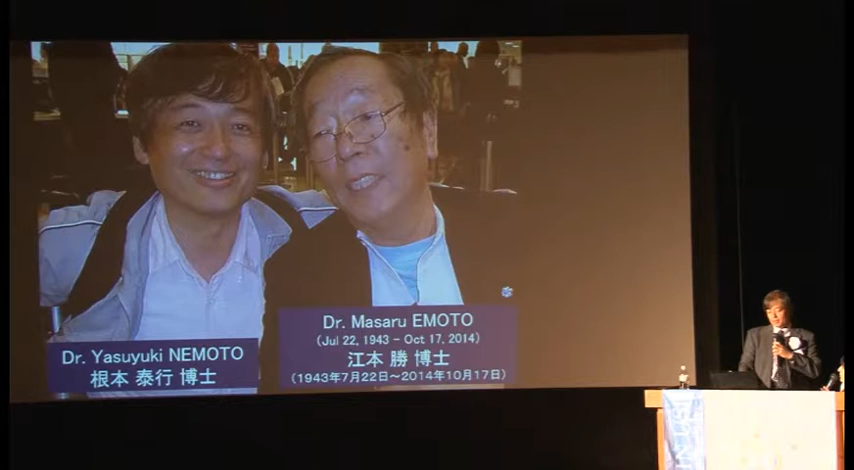 Dr. Yasuyuki NEMOTO
根本 泰行 博士
Dr. Masaru EMOTO
(Jul 22, 1943 - Oct 17, 2014)
江本 勝 博士
(1943年7月22日～2014年10月17日)